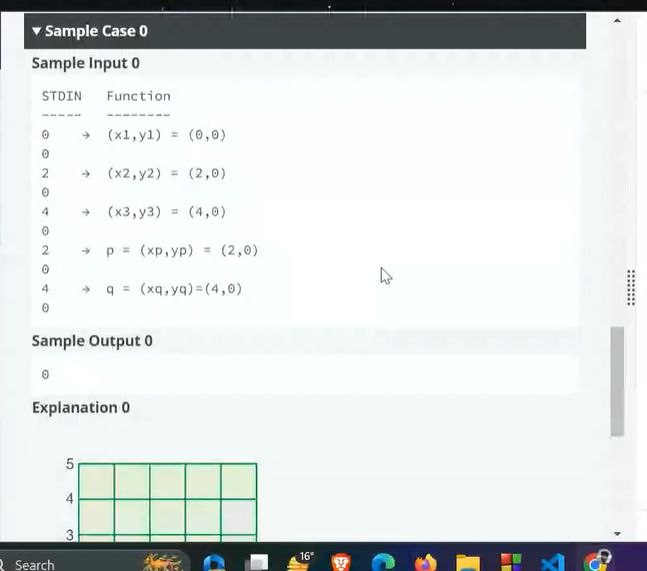 ▼ Sample Case 0
Sample Input 0
STDIN Function
----- --------
0 → (x1,y1) = (0,0)
0
2 → (x2,y2) = (2,0)
0
4 → (x3,y3) = (4,0)
0
2 → p = (xp,yp) = (2,0)
0
4 → q = (xq,yq)=(4,0)
0
Sample Output 0
0
Explanation 0
5
4
3
Search
16°